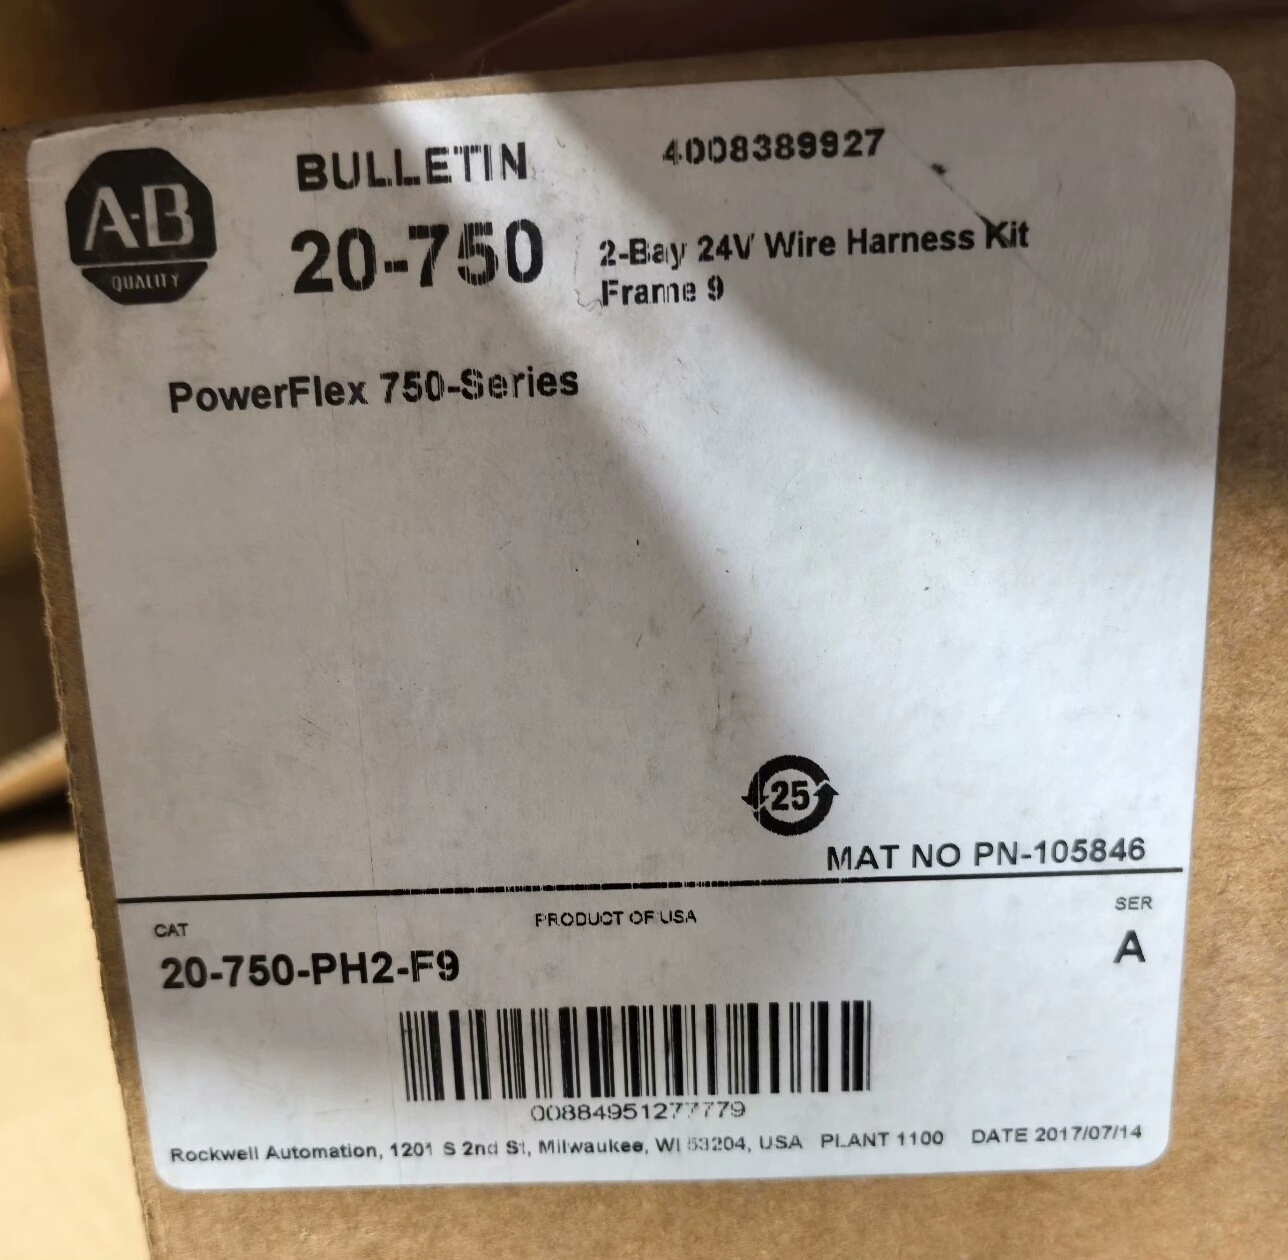 A-B
QUALITY
BULLETIN
4008389927
20-750
2-Bay 24V Wire Harness Kit
Frame 9
PowerFlex 750-Series
25
MAT NO PN-105846
CAT
PRODUCT OF USA
SER
20-750-PH2-F9
A
00884951277779
Rockwell Automation, 1201 S 2nd St, Milwaukee, WI 53204, USA PLANT 1100 DATE 2017/07/14